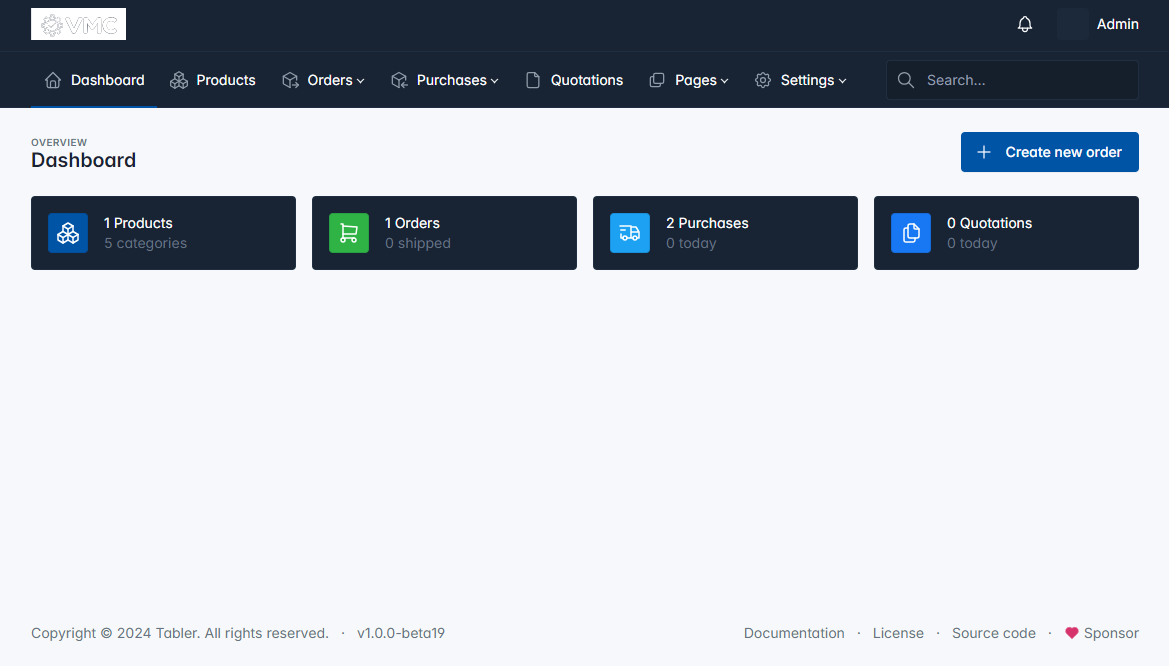 VMC
Admin
Dashboard Products Orders Purchases Quotations Pages Settings Search...
OVERVIEW
Dashboard
Create new order
1 Products
5 categories
1 Orders
0 shipped
2 Purchases
0 today
0 Quotations
0 today
Copyright © 2024 Tabler. All rights reserved. · v1.0.0-beta19
Documentation · License · Source code · Sponsor